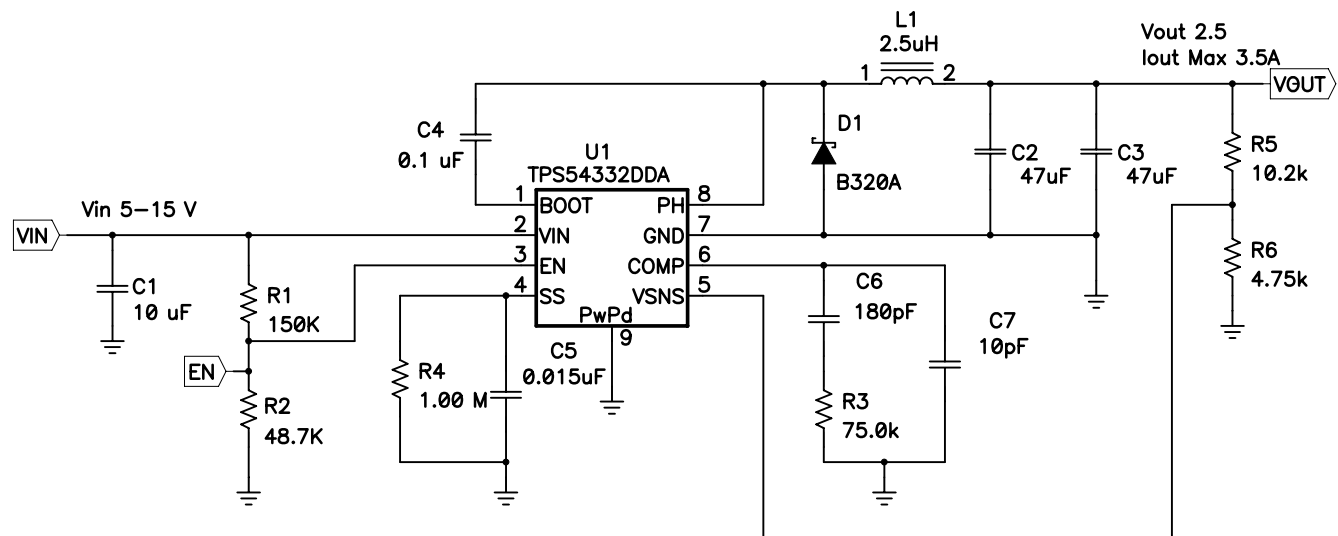 L1
2.5uH
1
2
Vout 2.5
Iout Max 3.5A
VOUT
C4
0.1 uF
D1
B320A
C2
47uF
C3
47uF
R5
10.2k
U1
TPS54332DDA
1
BOOT
PH
8
Vin 5-15 V
VIN
2
VIN
GND
7
3
EN
COMP
6
4
SS
VSNS
5
PwPd
9
C1
10 uF
R1
150K
EN
R2
48.7K
R4
1.00 M
C5
0.015uF
C6
180pF
C7
10pF
R3
75.0k
R6
4.75k